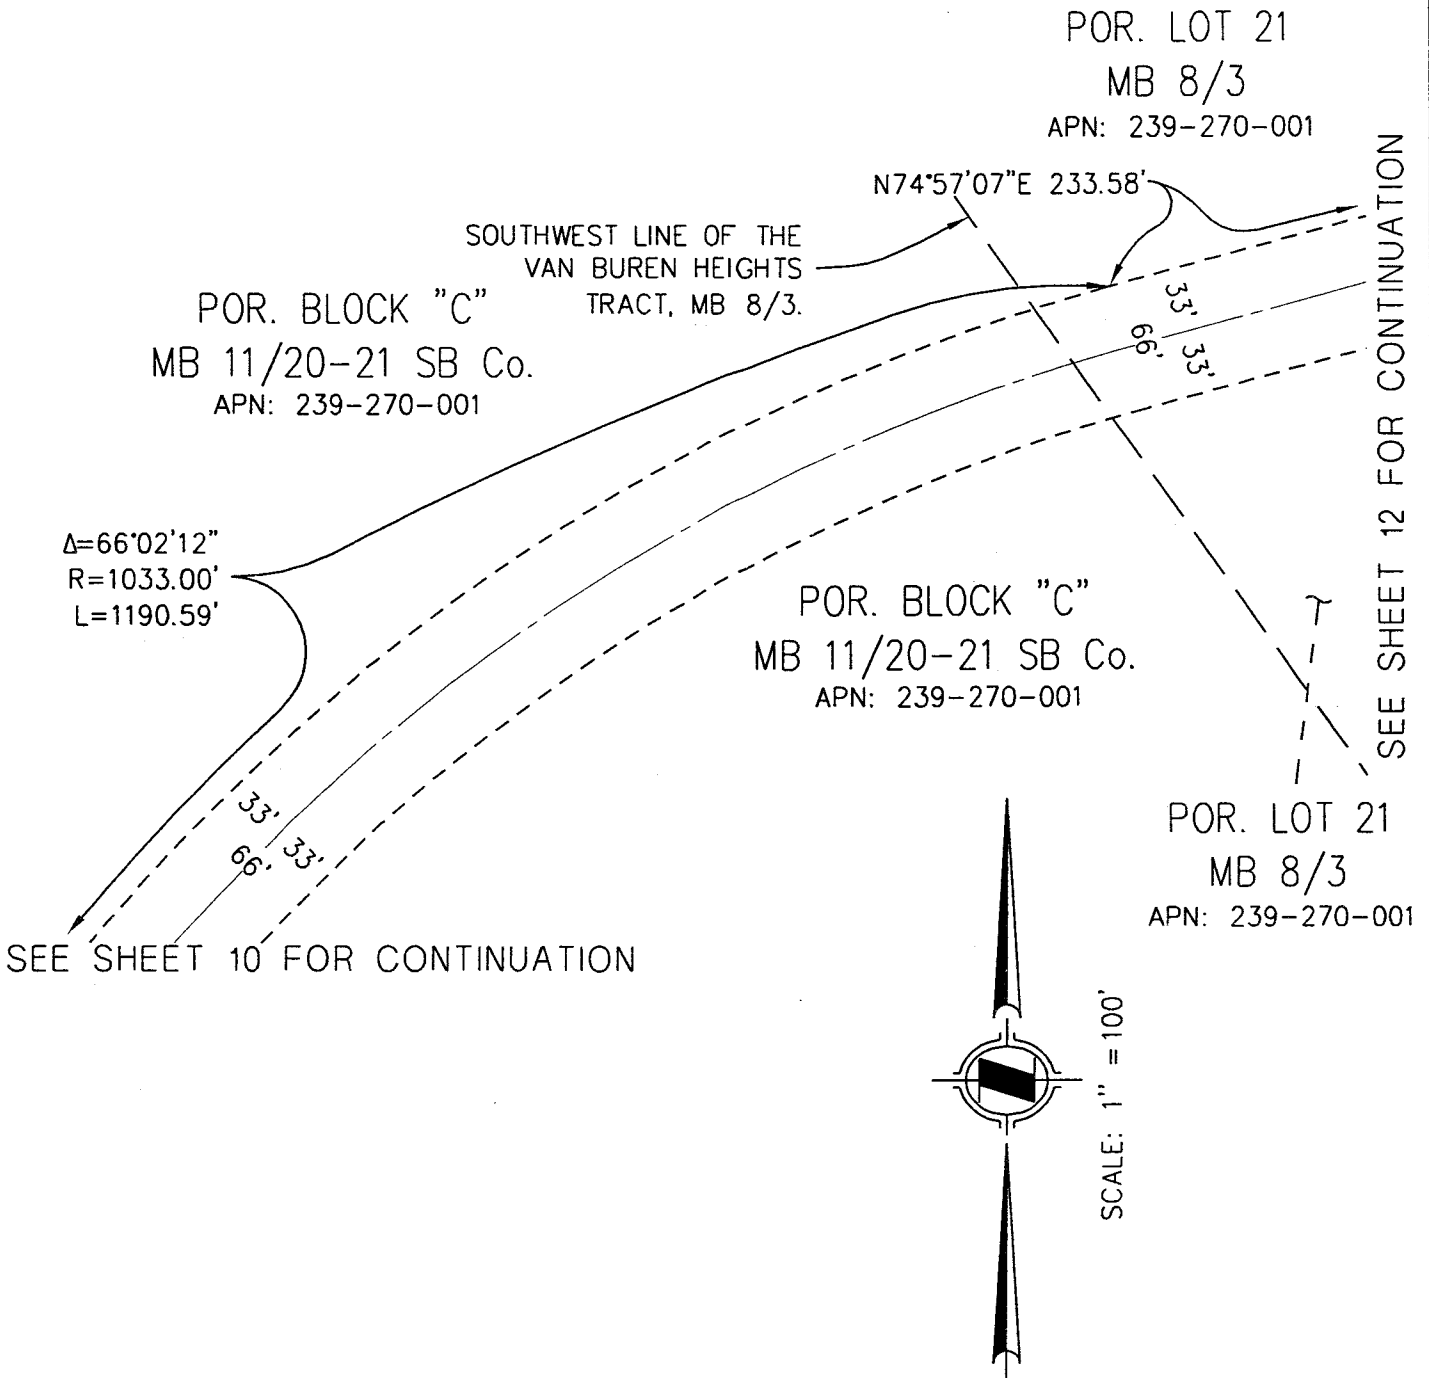 POR. LOT 21
MB 8/3
APN: 239-270-001
N74°57'07"E 233.58'
SOUTHWEST LINE OF THE
VAN BUREN HEIGHTS
TRACT, MB 8/3.
POR. BLOCK "C"
MB 11/20-21 SB Co.
APN: 239-270-001
33'
66'
33'
SEE SHEET 12 FOR CONTINUATION
Δ=66°02'12"
R=1033.00'
L=1190.59'
POR. BLOCK "C"
MB 11/20-21 SB Co.
APN: 239-270-001
33'
66'
33'
POR. LOT 21
MB 8/3
APN: 239-270-001
SEE SHEET 10 FOR CONTINUATION
SCALE: 1" = 100'